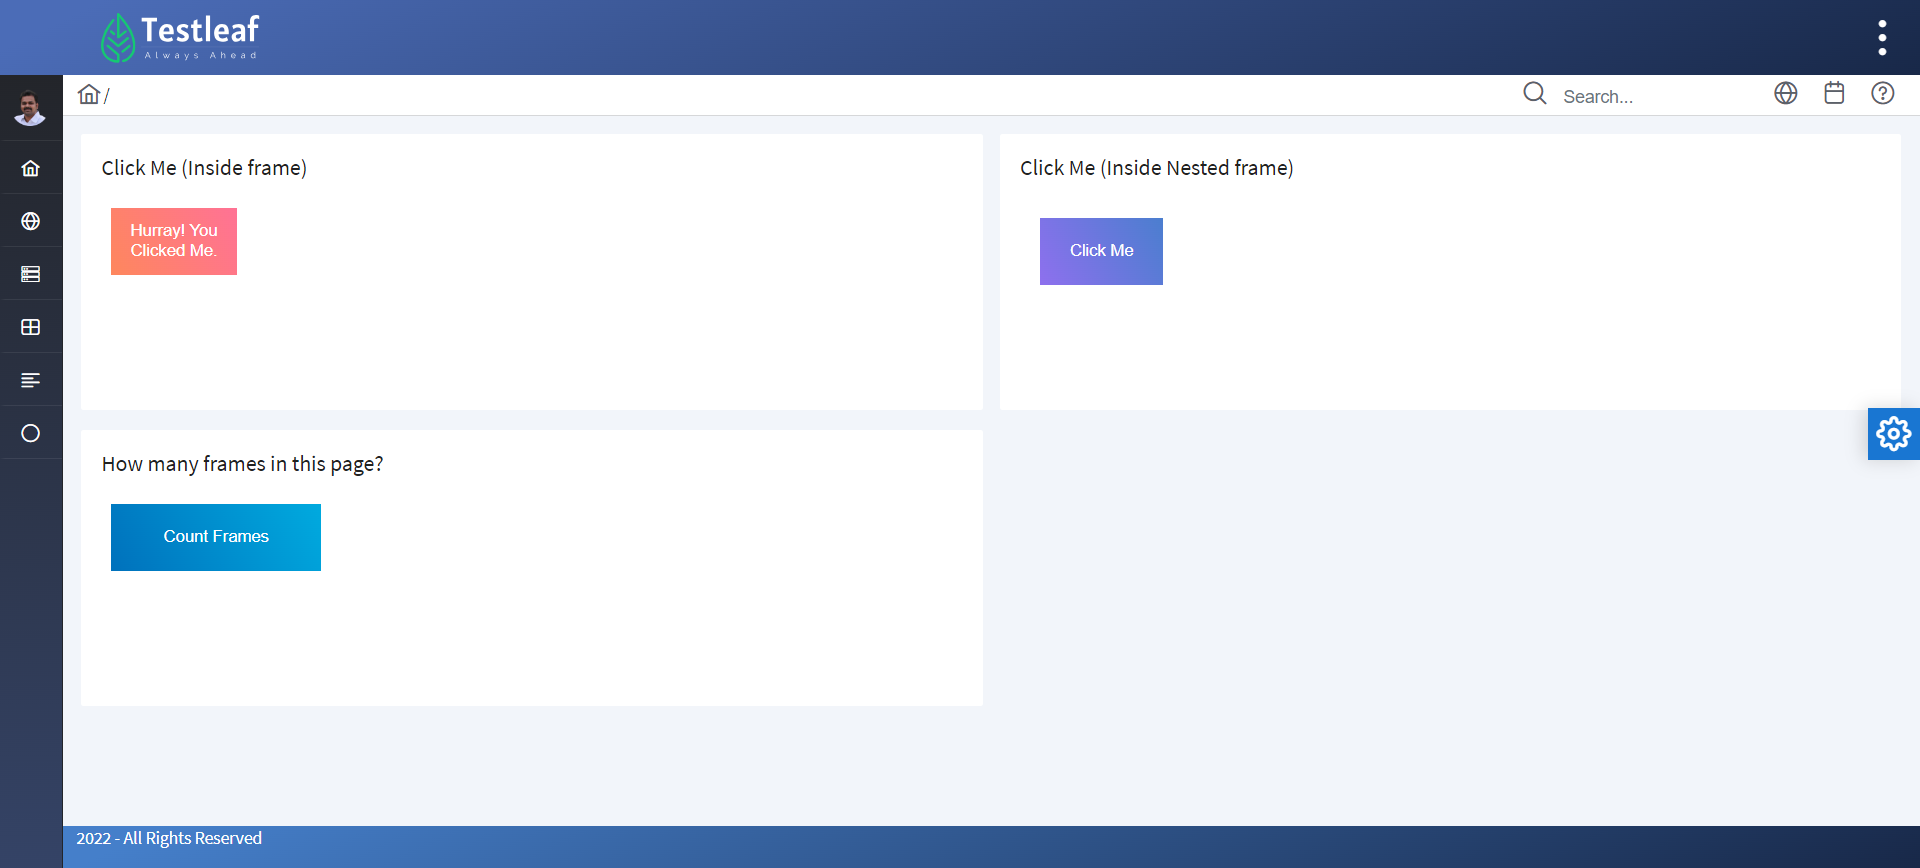 Testleaf
Always Ahead
/
Search...
Click Me (Inside frame)
Hurray! You
Clicked Me.
Click Me (Inside Nested frame)
Click Me
How many frames in this page?
Count Frames
2022 - All Rights Reserved